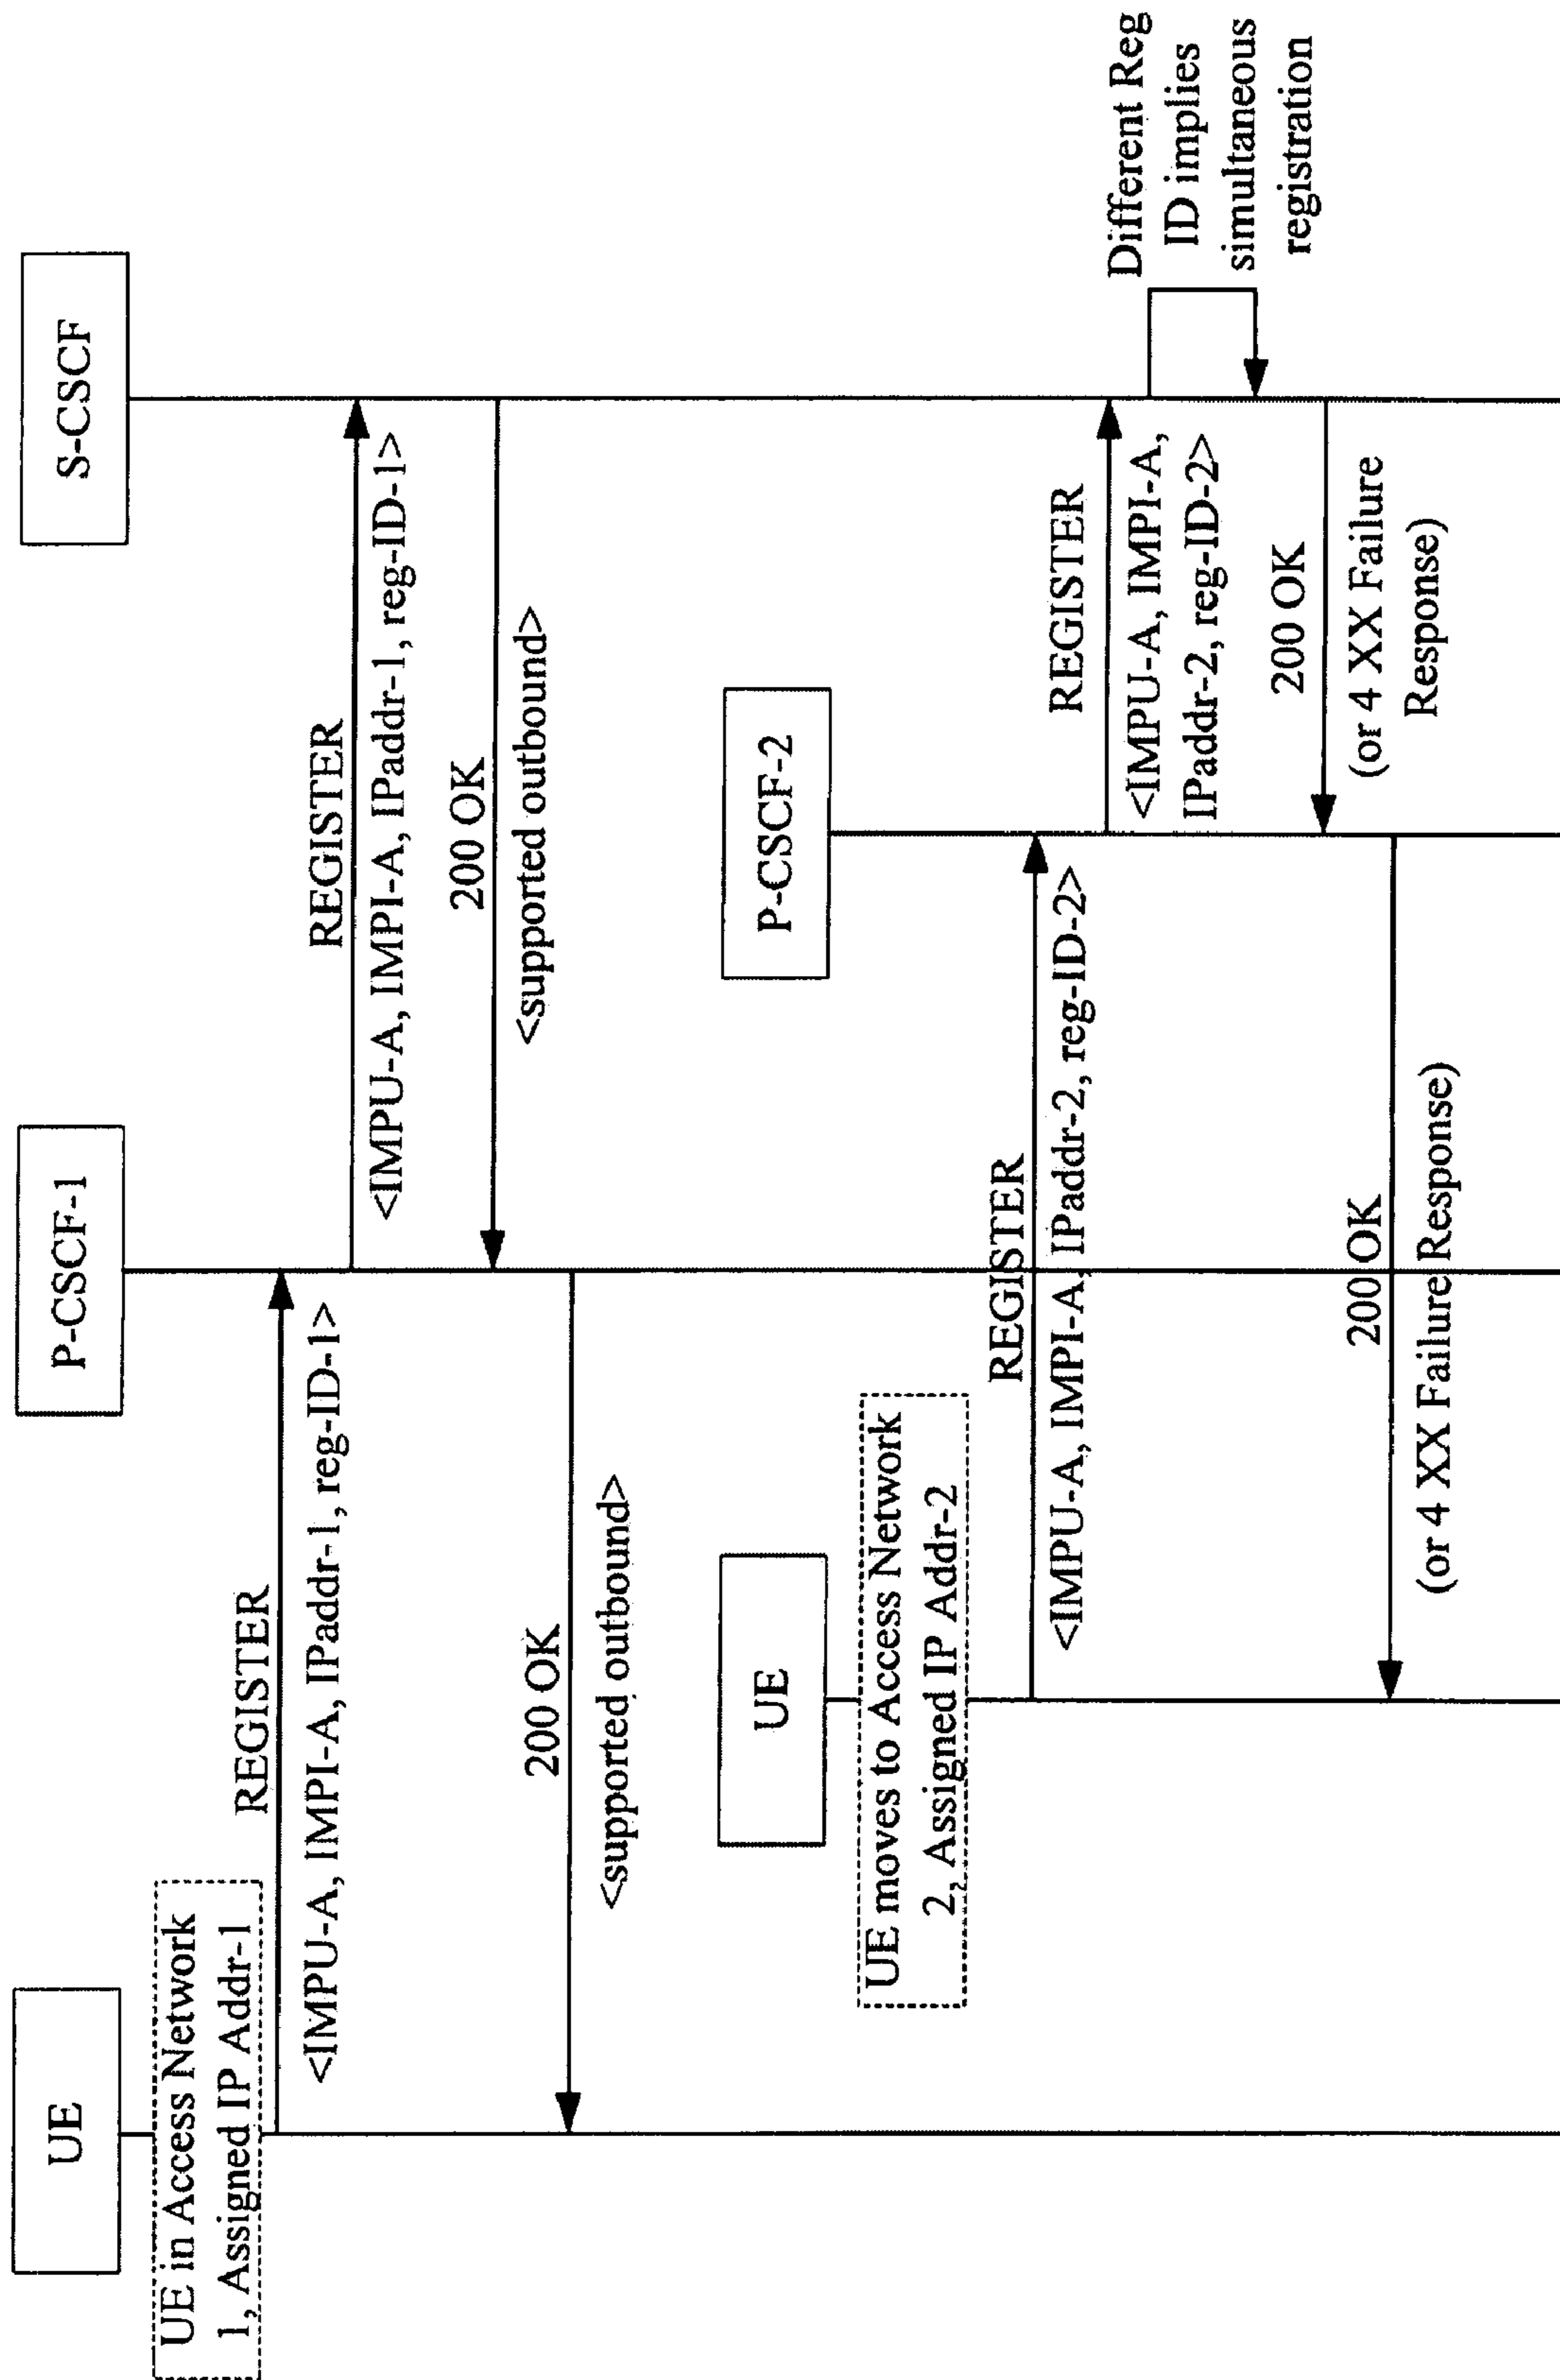 UE
P-CSCF-1
S-CSCF
UE in Access Network
1, Assigned IP Addr-1
REGISTER
<IMPU-A, IMPI-A, IPaddr-1, reg-ID-1>
REGISTER
<IMPU-A, IMPI-A, IPaddr-1, reg-ID-1>
200 OK
<supported outbound>
200 OK
<supported outbound>
UE
P-CSCF-2
UE moves to Access Network
2, Assigned IP Addr-2
REGISTER
<IMPU-A, IMPI-A, IPaddr-2, reg-ID-2>
REGISTER
<IMPU-A, IMPI-A,
IPaddr-2, reg-ID-2>
Different Reg
ID implies
simultaneous
registration
200 OK
(or 4 XX Failure
Response)
200 OK
(or 4 XX Failure Response)